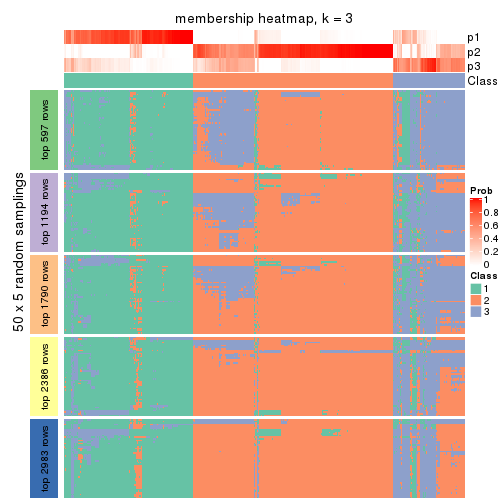 membership heatmap, k = 3
p1
p2
p3
Class
50 x 5 random samplings
top 597 rows
top 1194 rows
top 1790 rows
top 2386 rows
top 2983 rows
Prob
1
0.8
0.6
0.4
0.2
0
Class
1
2
3